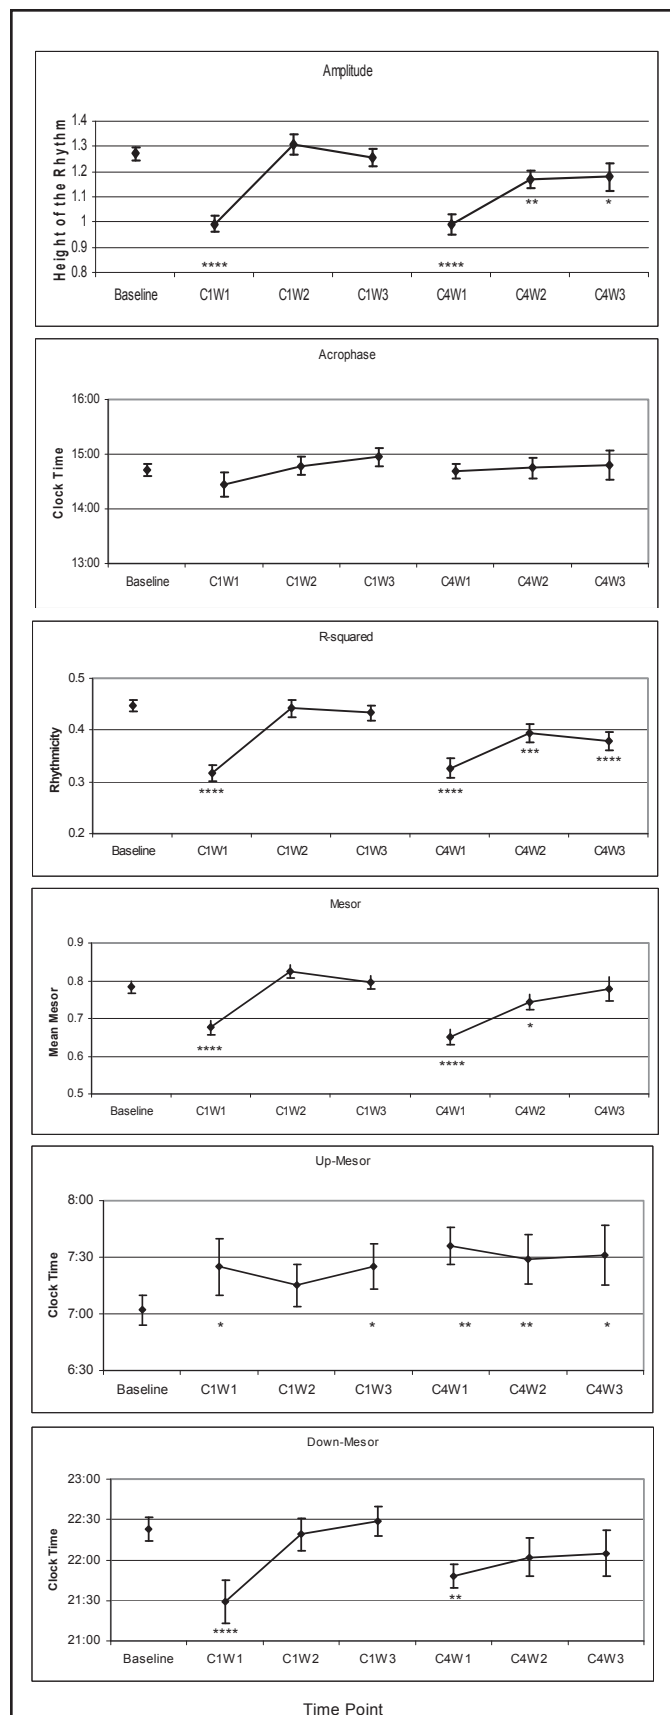 Amplitude
Height of the Rhythm
1.4
1.3
1.2
1.1
1
0.9
0.8
** *
**** ****
Baseline C1W1 C1W2 C1W3 C4W1 C4W2 C4W3
Acrophase
Clock Time
16:00
15:00
14:00
13:00
Baseline C1W1 C1W2 C1W3 C4W1 C4W2 C4W3
R-squared
Rhythmicity
0.5
0.4
0.3
0.2
**** **** *** ****
Baseline C1W1 C1W2 C1W3 C4W1 C4W2 C4W3
Mesor
Mean Mesor
0.9
0.8
0.7
0.6
0.5
**** **** *
Baseline C1W1 C1W2 C1W3 C4W1 C4W2 C4W3
Up-Mesor
Clock Time
8:00
7:30
7:00
6:30
* * ** ** *
Baseline C1W1 C1W2 C1W3 C4W1 C4W2 C4W3
Down-Mesor
Clock Time
23:00
22:30
22:00
21:30
21:00
**** **
Baseline C1W1 C1W2 C1W3 C4W1 C4W2 C4W3
Time Point